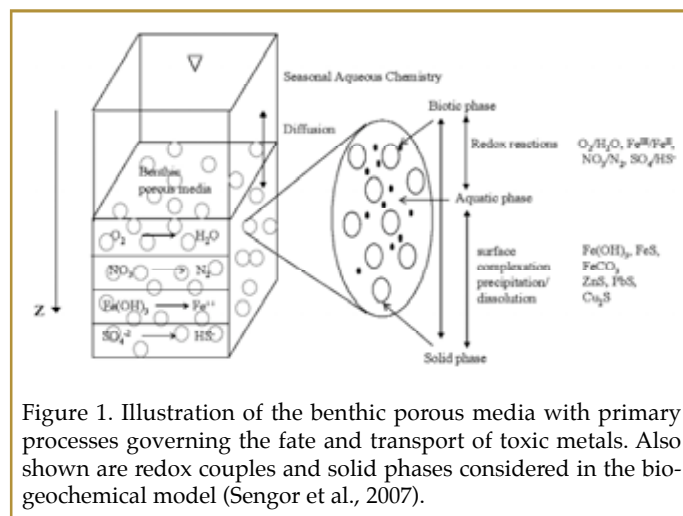 Seasonal Aqueous Chemistry
Diffusion
Benthic
porous media
O₂ H₂O
NO₃ N₂
Fe(OH)₃ Fe⁺⁺
SO₄⁻² HS⁻
Z
Biotic phase
Redox reactions
O₂/H₂O, Feᴵᴵᴵ/Feᴵᴵ,
NO₃/N₂, SO₄/HS⁻
Aquatic phase
surface
complexation
precipitation/
dissolution
Fe(OH)₃, FeS,
FeCO₃
ZnS, PbS,
Cu₂S
Solid phase
Figure 1. Illustration of the benthic porous media with primary
processes governing the fate and transport of toxic metals. Also
shown are redox couples and solid phases considered in the bio-
geochemical model (Sengor et al., 2007).